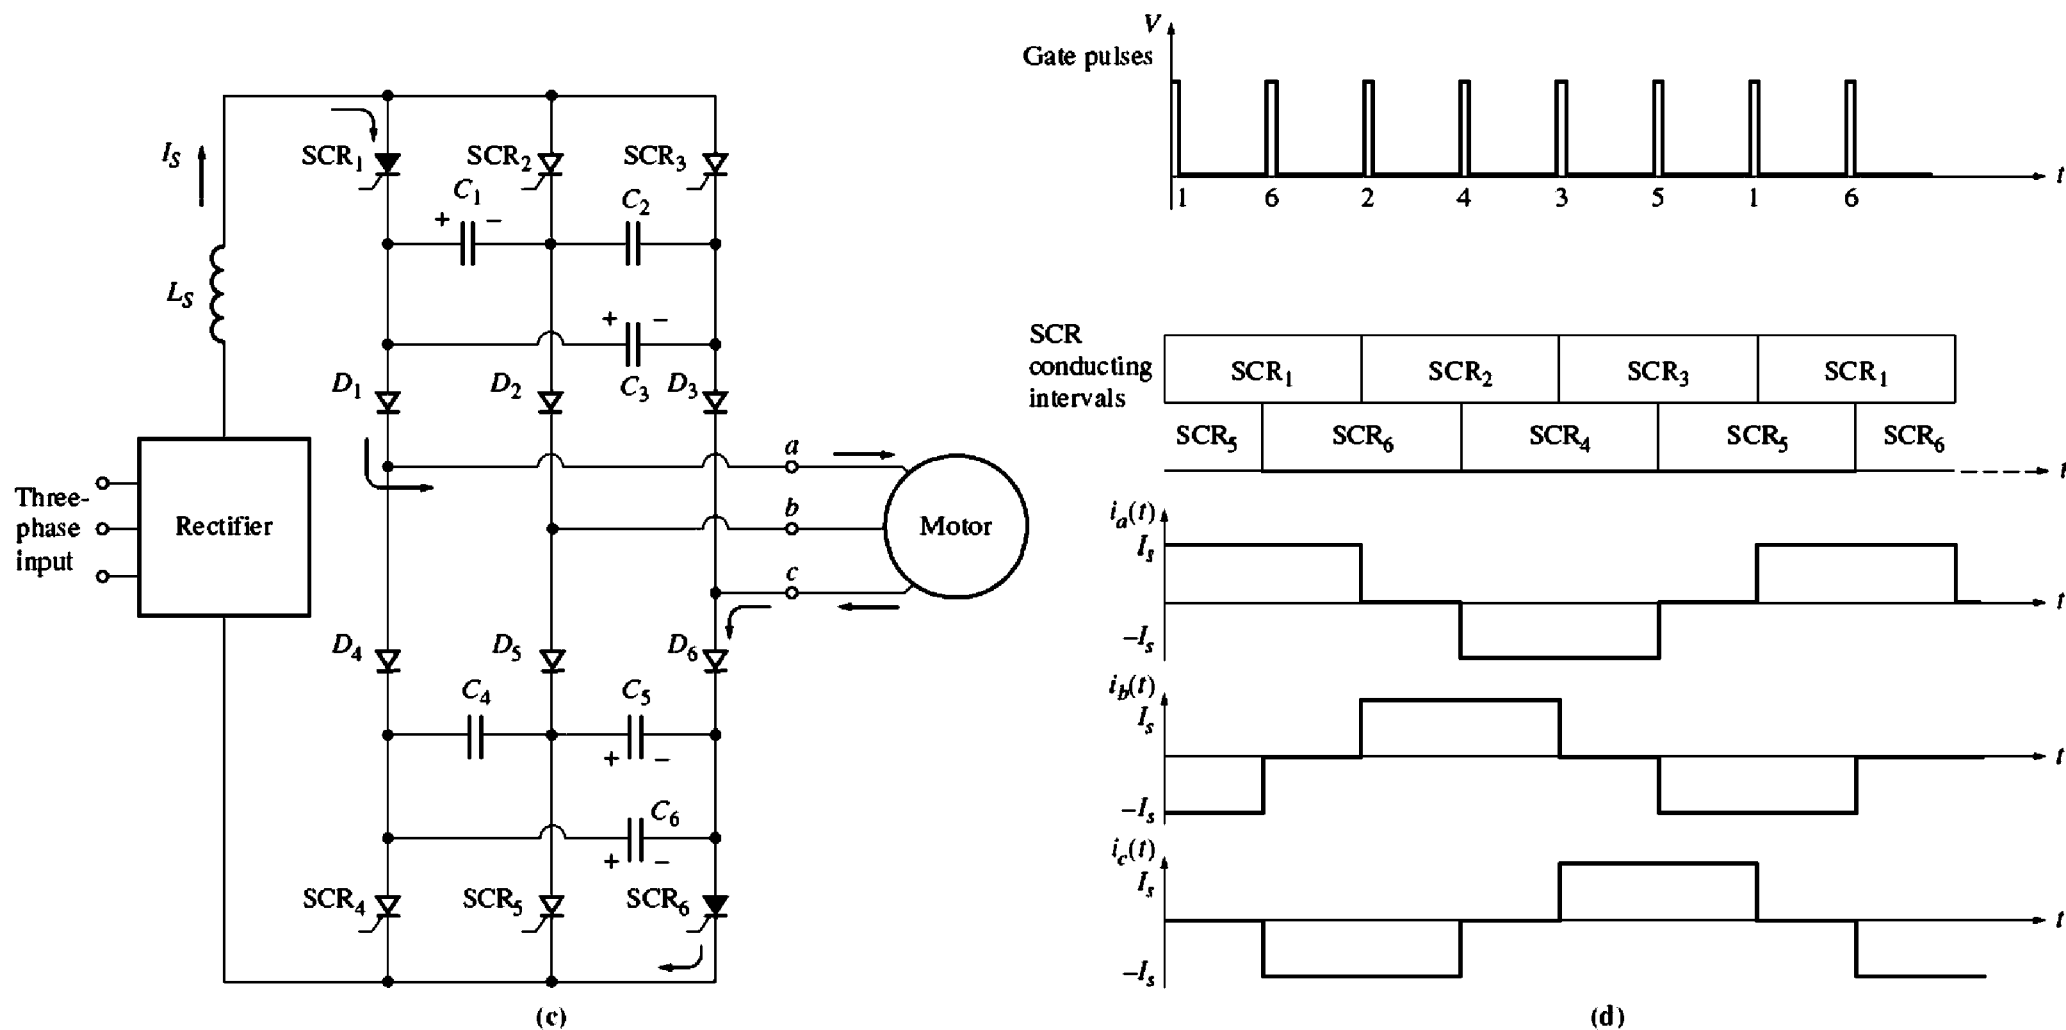 I_S
L_S
Three-
phase
input
Rectifier
SCR₁
SCR₂
SCR₃
C₁
+ −
C₂
+ −
C₃
D₁
D₂
D₃
a
b
c
Motor
D₄
D₅
D₆
C₄
C₅
+ −
C₆
+ −
SCR₄
SCR₅
SCR₆
(c)
V
Gate pulses
t
1 6 2 4 3 5 1 6
SCR
conducting
intervals
SCR₁ SCR₂ SCR₃ SCR₁
SCR₅ SCR₆ SCR₄ SCR₅ SCR₆
t
i_a(t)
I_s
t
−I_s
i_b(t)
I_s
t
−I_s
i_c(t)
I_s
t
−I_s
(d)